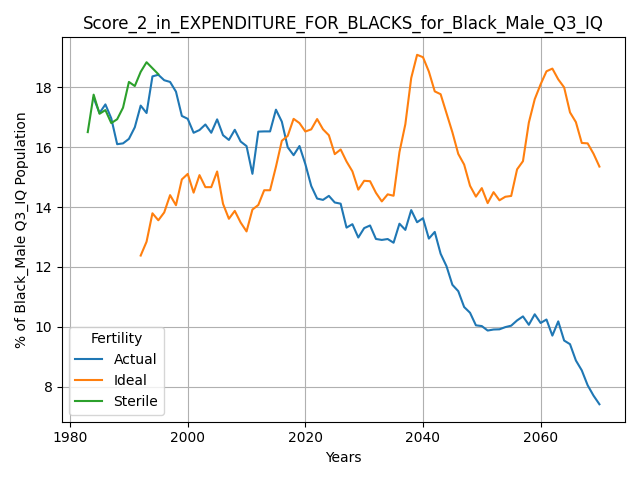 Score_2_in_EXPENDITURE_FOR_BLACKS_for_Black_Male_Q3_IQ
% of Black_Male Q3_IQ Population
18
16
14
12
10
8
Fertility
Actual
Ideal
Sterile
1980
2000
2020
2040
2060
Years